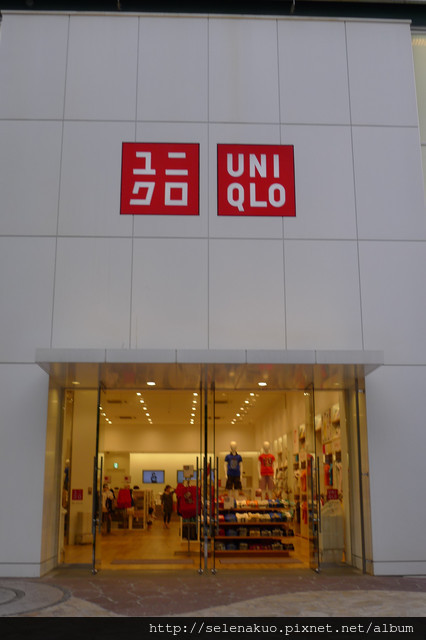 ユニ
クロ
UNI
QLO
http://selenakuo.pixnet.net/album